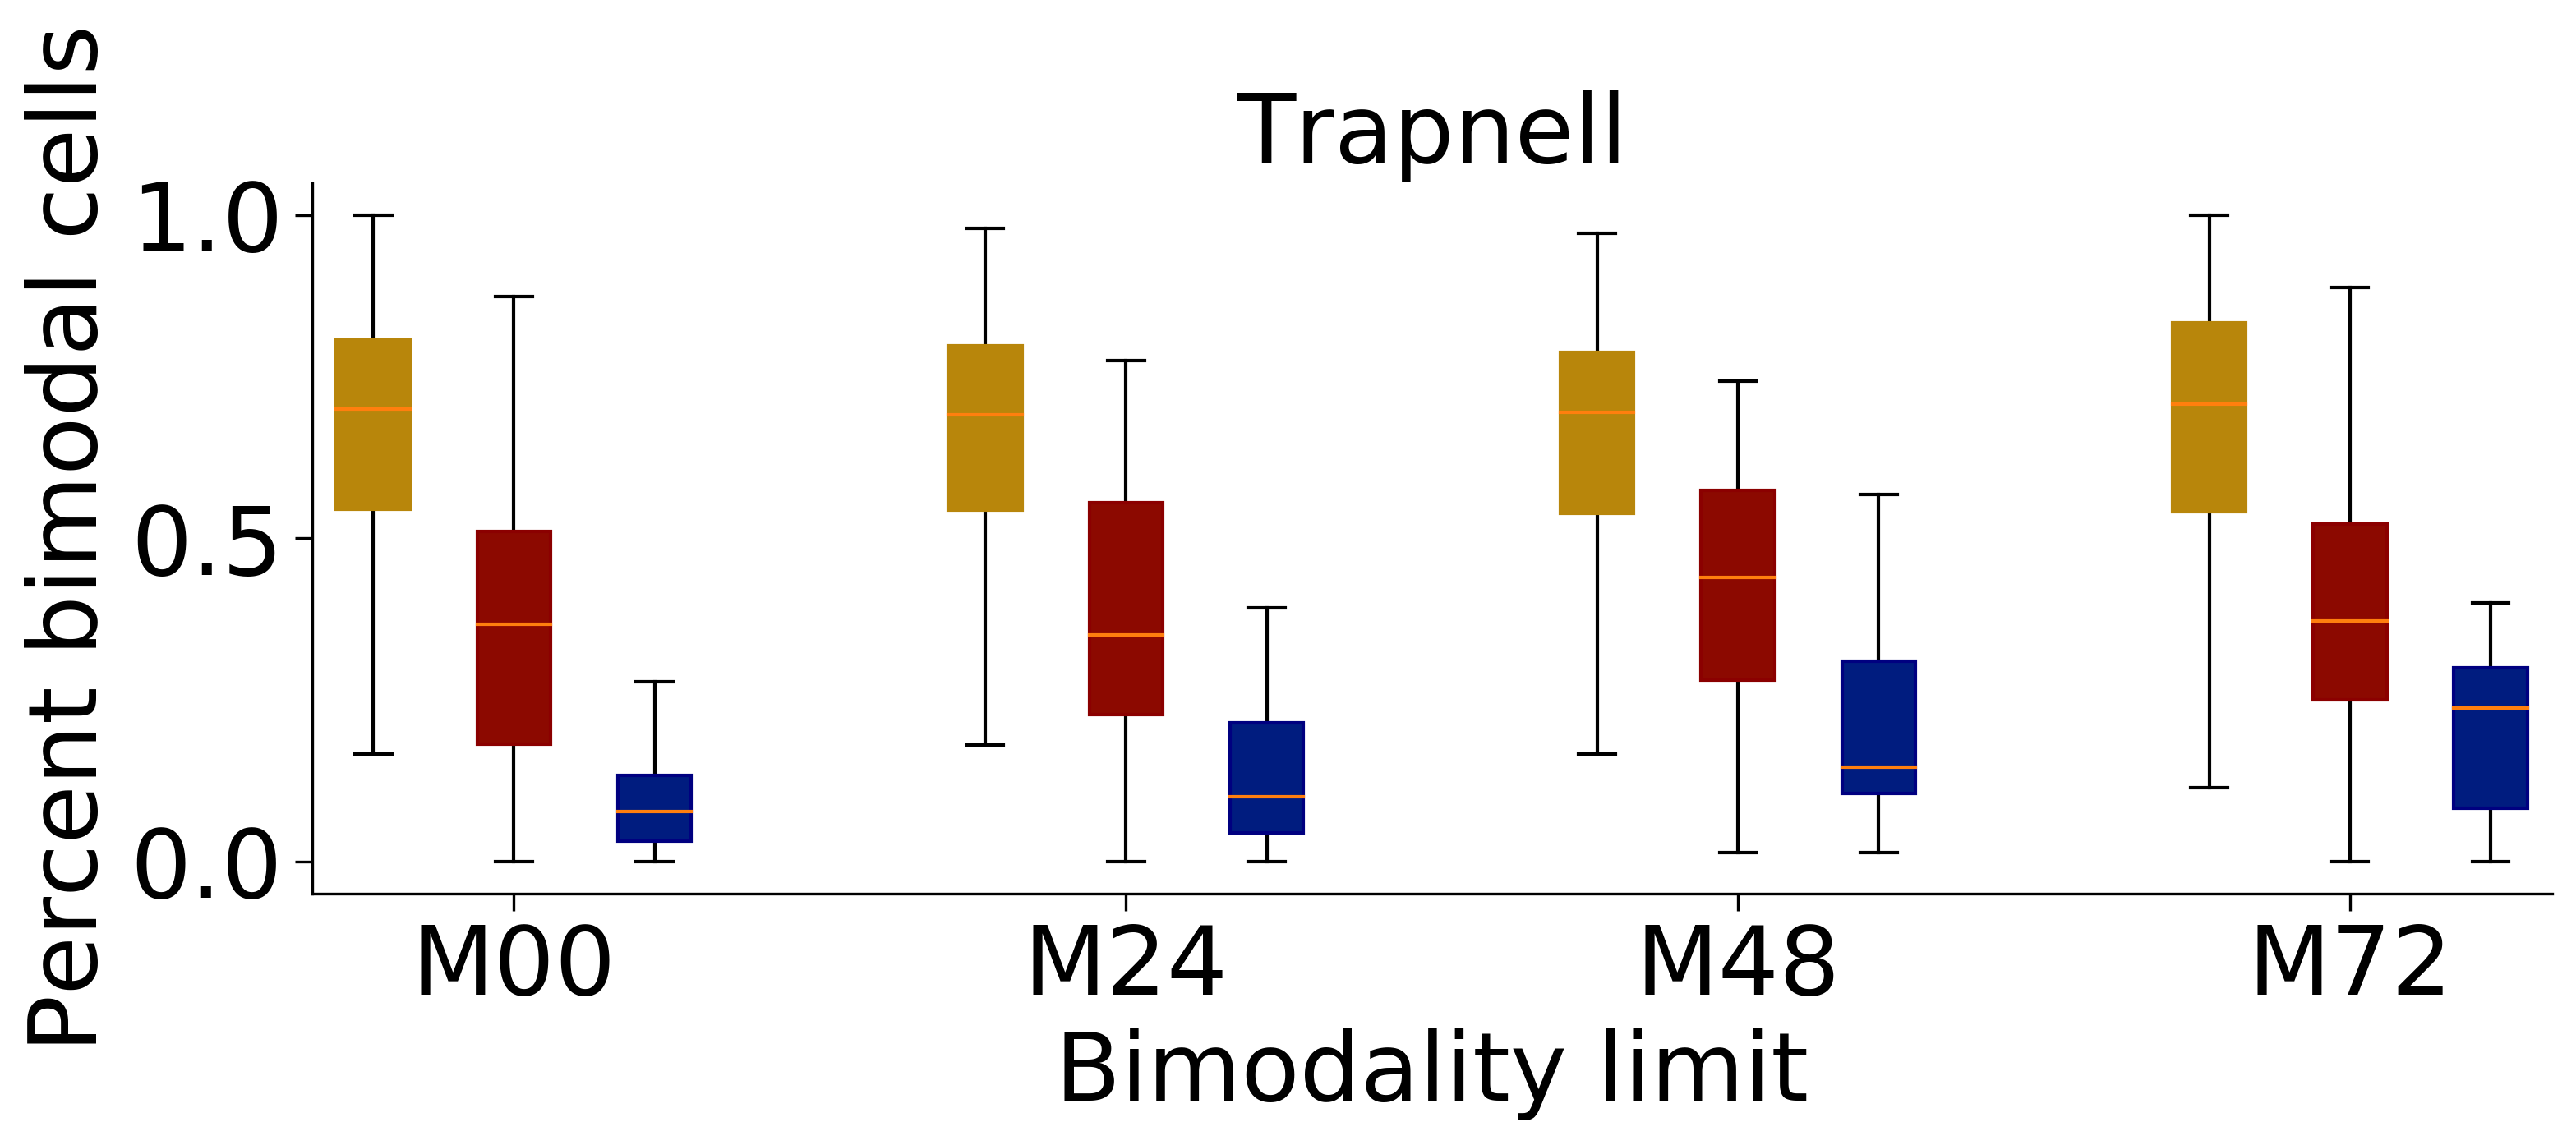 Trapnell
Percent bimodal cells
1.0
0.5
0.0
M00 M24 M48 M72
Bimodality limit